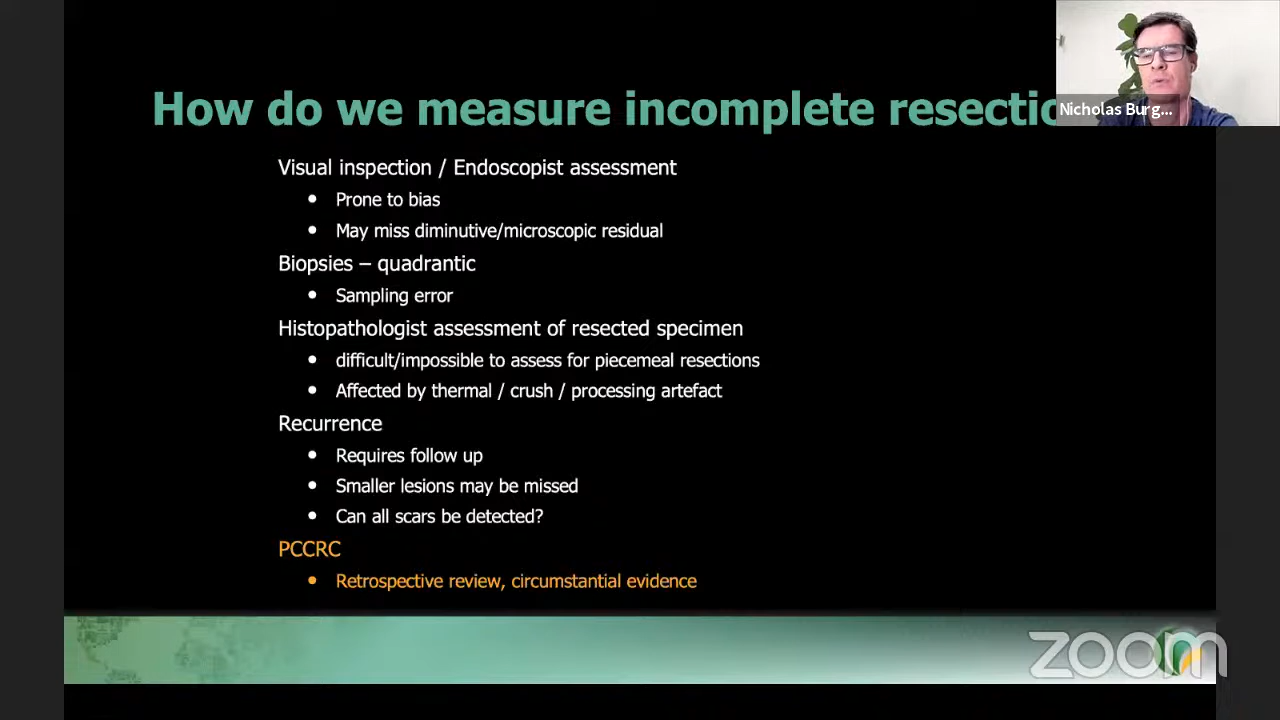 How do we measure incomplete resectio
Nicholas Burg...
Visual inspection / Endoscopist assessment
• Prone to bias
• May miss diminutive/microscopic residual
Biopsies – quadrantic
• Sampling error
Histopathologist assessment of resected specimen
• difficult/impossible to assess for piecemeal resections
• Affected by thermal / crush / processing artefact
Recurrence
• Requires follow up
• Smaller lesions may be missed
• Can all scars be detected?
PCCRC
• Retrospective review, circumstantial evidence
zoom